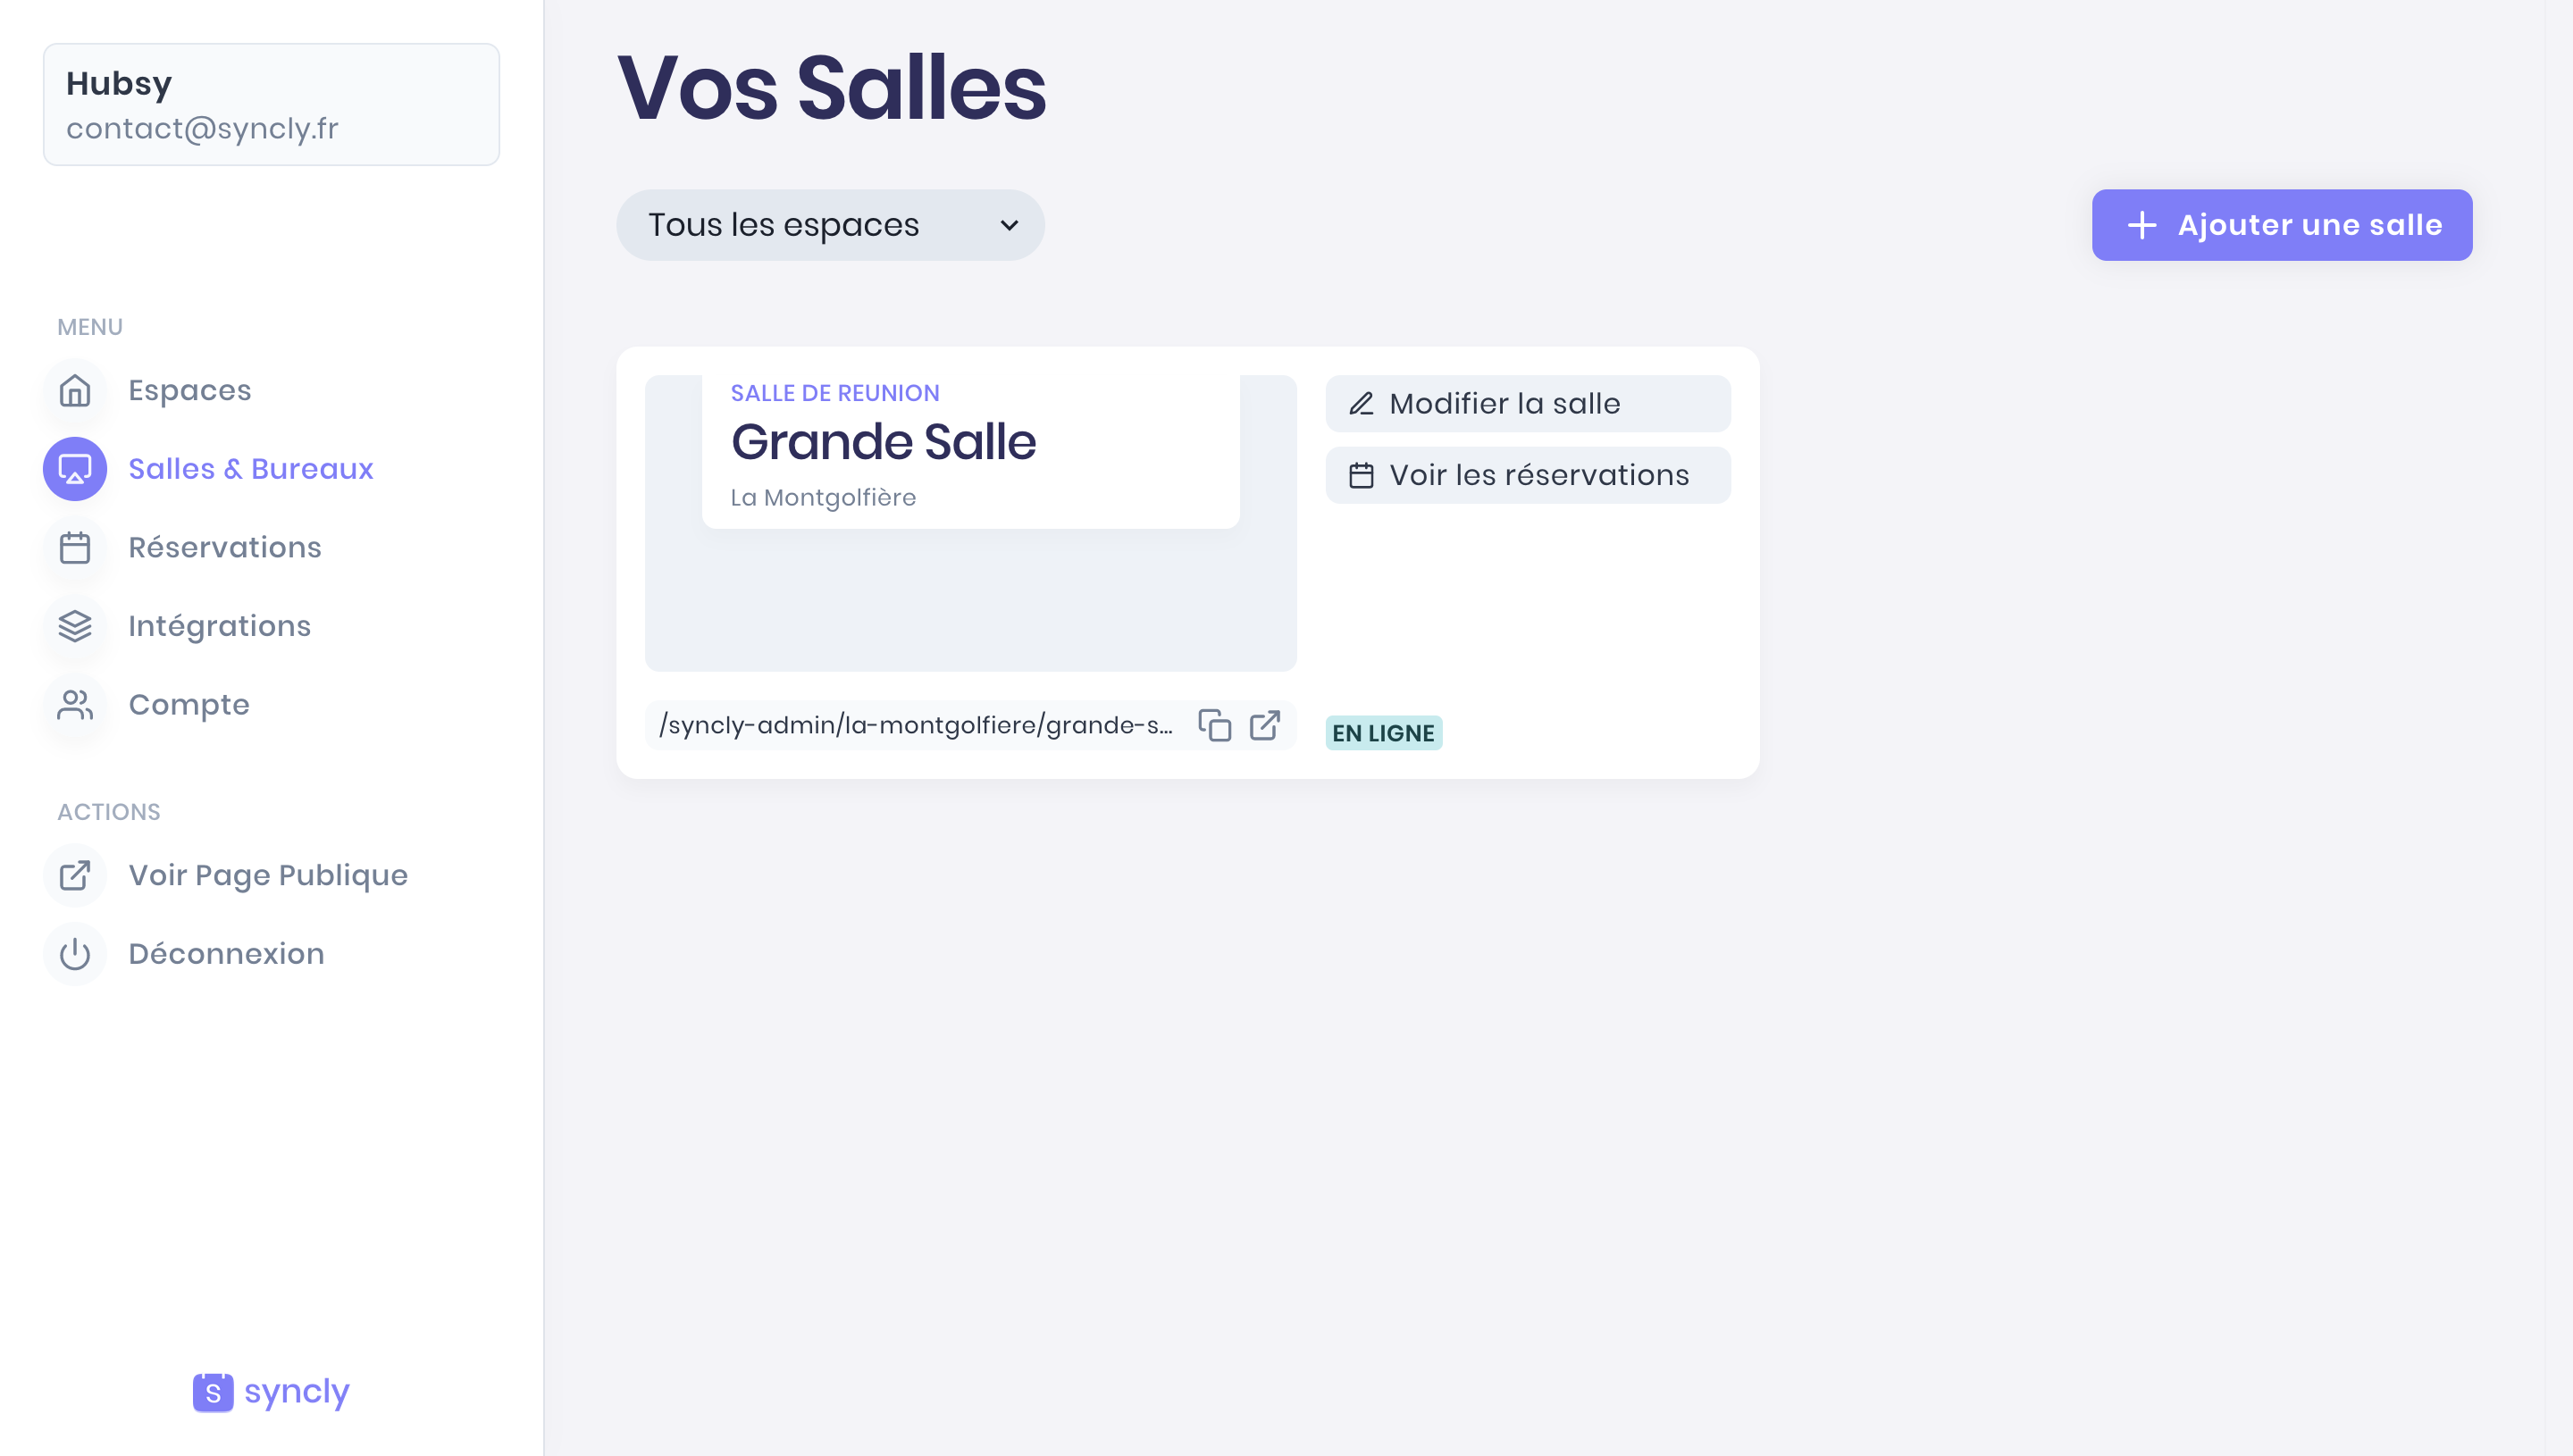 Hubsy
contact@syncly.fr
MENU
Espaces
Salles & Bureaux
Réservations
Intégrations
Compte
ACTIONS
Voir Page Publique
Déconnexion
S syncly
Vos Salles
Tous les espaces
Ajouter une salle
SALLE DE REUNION
Grande Salle
La Montgolfière
/syncly-admin/la-montgolfiere/grande-s...
Modifier la salle
Voir les réservations
EN LIGNE